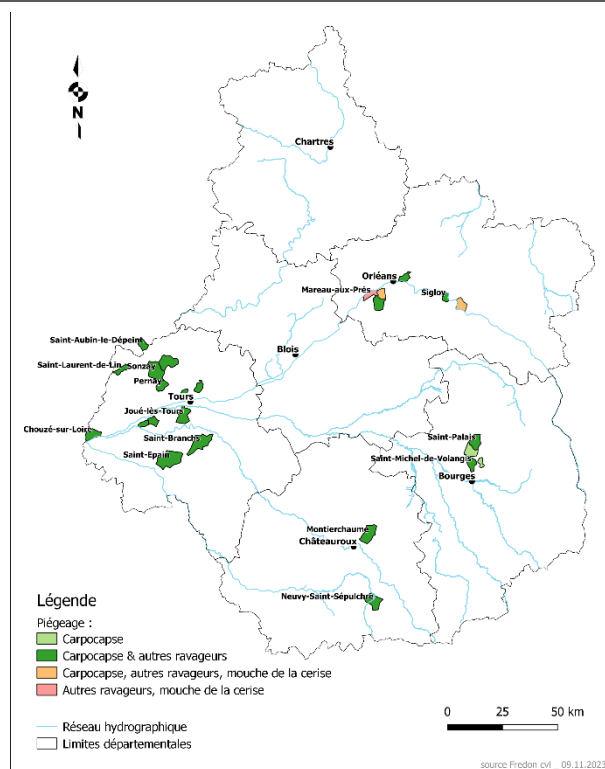 N
Chartres
Orléans
Mareau-aux-Prés
Sigloy
Saint-Aubin-le-Dépeint
Blois
Saint-Laurent-de-Lin
Sonzay
Pernay
Tours
Joué-lès-Tours
Chouzé-sur-Loire
Saint-Branchs
Saint-Epain
Saint-Palais
Saint-Michel-de-Volangis
Bourges
Montierchaume
Châteauroux
Neuvy-Saint-Sépulchre
Légende
Piégeage :
Carpocapse
Carpocapse & autres ravageurs
Carpocapse, autres ravageurs, mouche de la cerise
Autres ravageurs, mouche de la cerise
Réseau hydrographique
Limites départementales
0 25 50 km
source Fredon cvl _ 09.11.2023